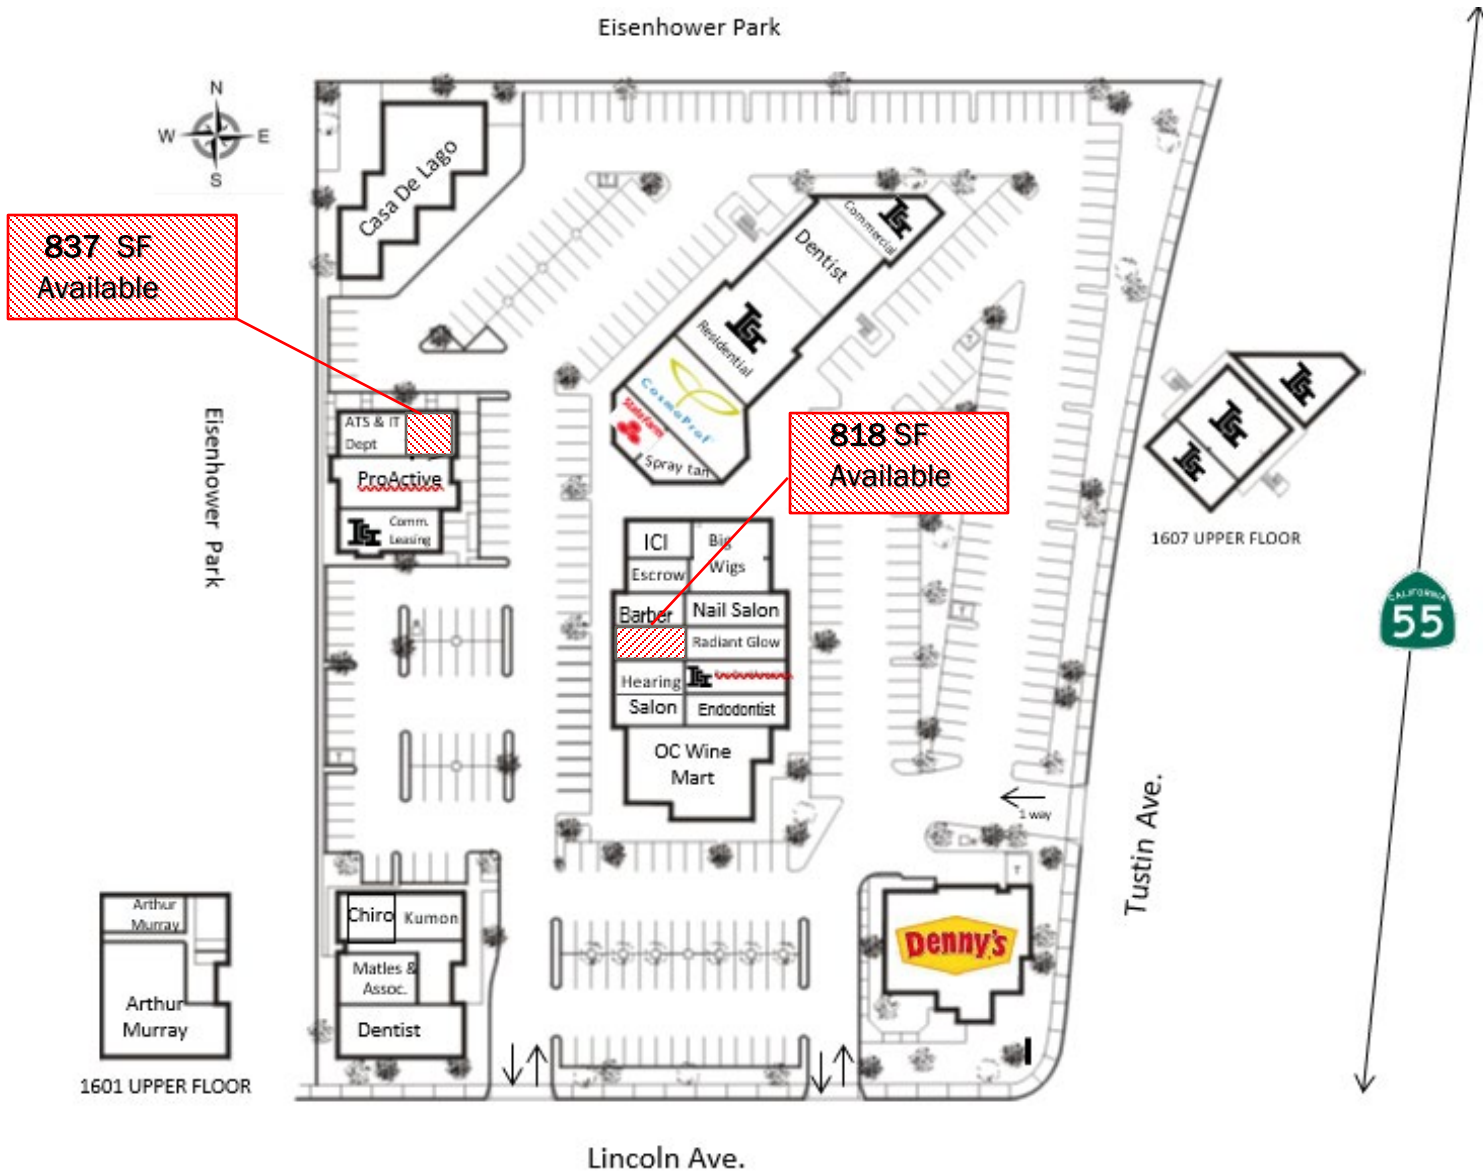 Eisenhower Park
N
W
E
S
Casa De Lago
837 SF
Available
Commercial
Dentist
Residential
CosmoProf
StateFarm
Spray tan
818 SF
Available
ATS & IT
Dept
ProActive
Comm.
Leasing
Eisenhower Park
ICI
Big
Wigs
Escrow
Barber
Nail Salon
Radiant Glow
Hearing
Salon
Endodontist
OC Wine
Mart
1607 UPPER FLOOR
CALIFORNIA
55
1 way
Tustin Ave.
Denny's
Arthur
Murray
Arthur
Murray
1601 UPPER FLOOR
Chiro
Kumon
Matles &
Assoc.
Dentist
Lincoln Ave.